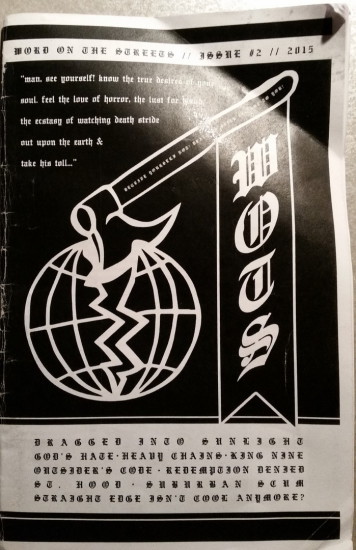 WORD ON THE STREETS // ISSUE #2 // 2015
"man, see yourself! know the true desires of your
soul. feel the love of horror, the lust for
the ecstasy of watching death stride
out upon the earth &
take his toll..."
WOTS
DRAGGED INTO SUNLIGHT
GOD'S HATE · HEAVY CHAINS · KING NINE
OUTSIDER'S CODE · REDEMPTION DENIED
ST. HOOD · SUBURBAN SCUM
STRAIGHT EDGE ISN'T COOL ANYMORE?